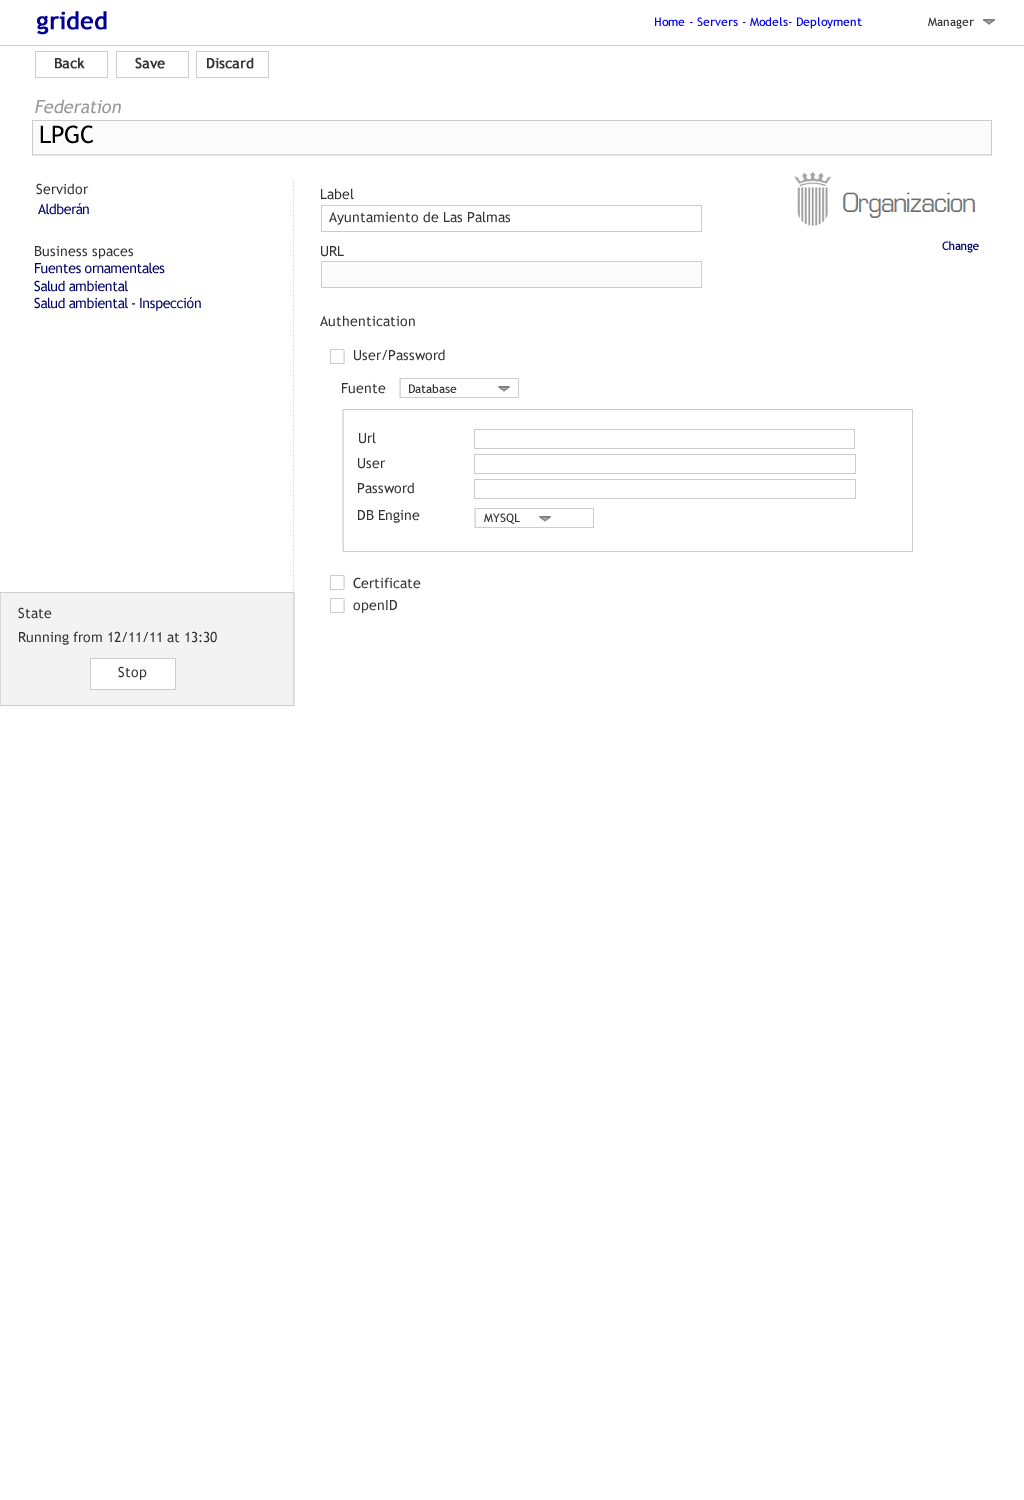 grided
Home - Servers - Models- Deployment
Manager
Back
Save
Discard
Federation
LPGC
Servidor
Aldberán
Business spaces
Fuentes ornamentales
Salud ambiental
Salud ambiental - Inspección
Label
Ayuntamiento de Las Palmas
URL
Organizacion
Change
Authentication
User/Password
Fuente
Database
Url
User
Password
DB Engine
MYSQL
Certificate
openID
State
Running from 12/11/11 at 13:30
Stop